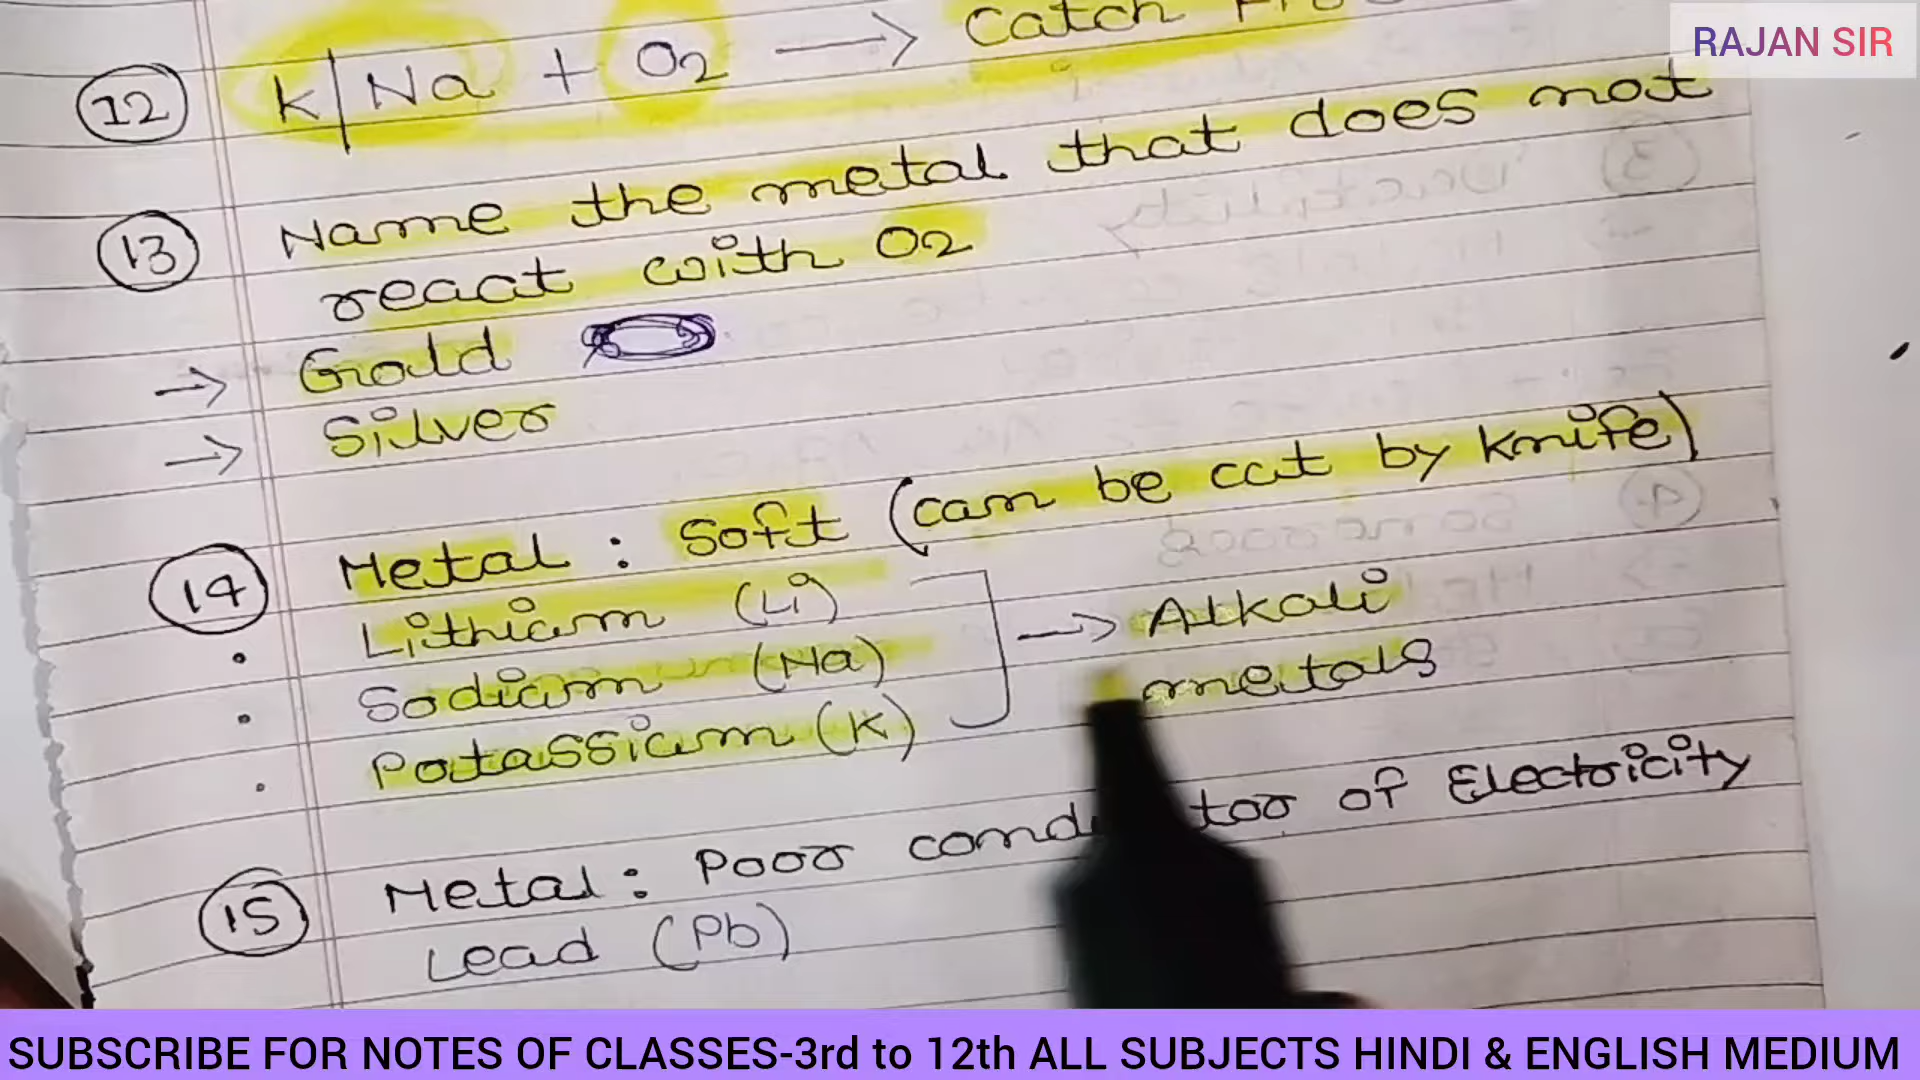 RAJAN SIR
12 K|Na + O2 → Catch
13 Name the metal that does not
react with O2
→ Gold
→ Silver
14 Metal : Soft (can be cut by knife)
• Lithium (Li)
• Sodium (Na)
• Potassium (K)
→ Alkali
metals
15 Metal : Poor conductor of Electricity
Lead (Pb)
SUBSCRIBE FOR NOTES OF CLASSES-3rd to 12th ALL SUBJECTS HINDI & ENGLISH MEDIUM